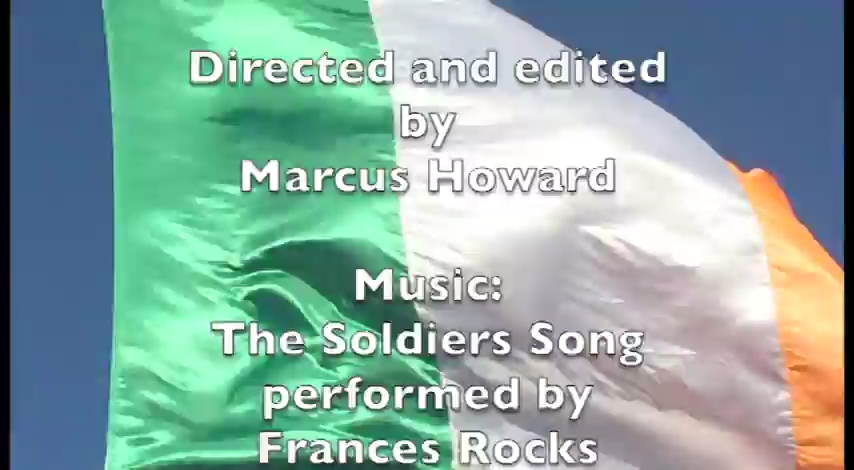 Directed and edited
by
Marcus Howard
Music:
The Soldiers Song
performed by
Frances Rocks